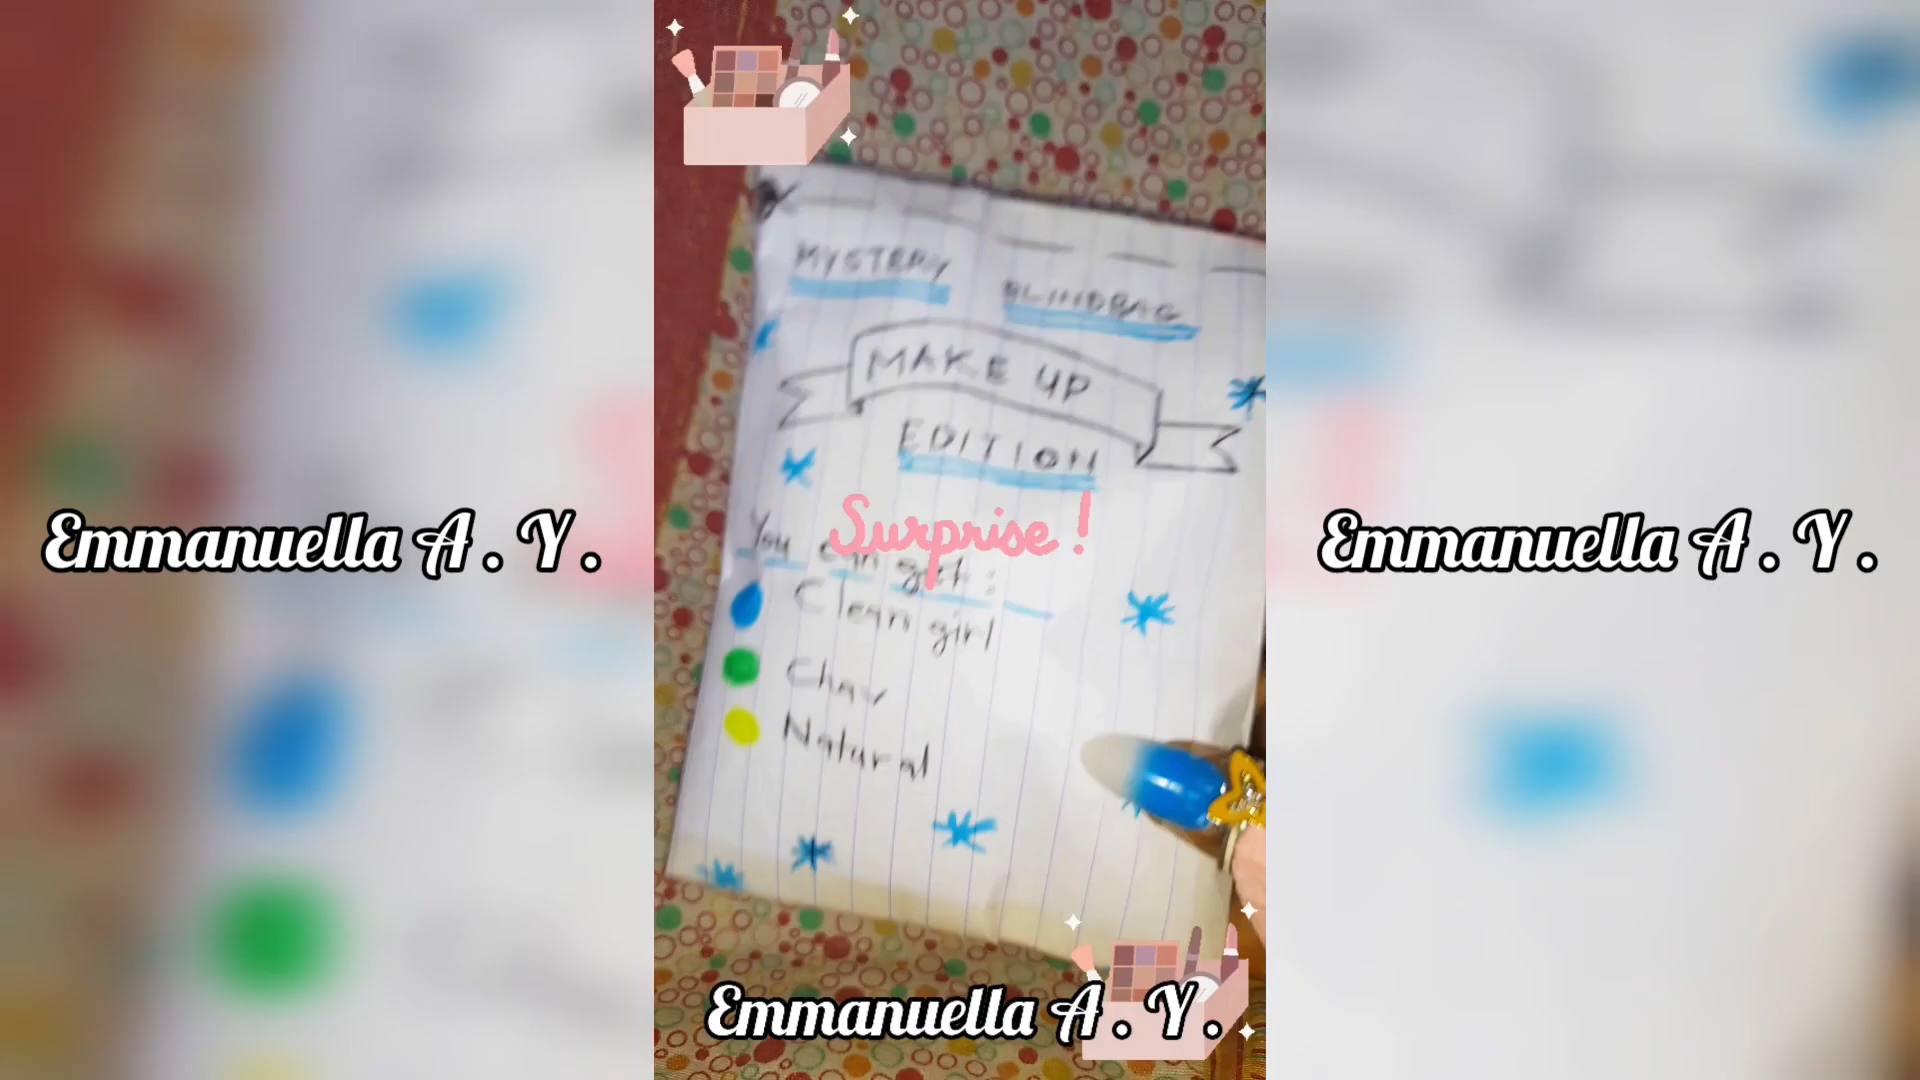 MYSTERY
BLINDBAG
MAKE UP
EDITION
Surprise!
You can get:
Clean girl
Chav
Natural
Emmanuella A. Y.
Emmanuella A. Y.
Emmanuella A. Y.